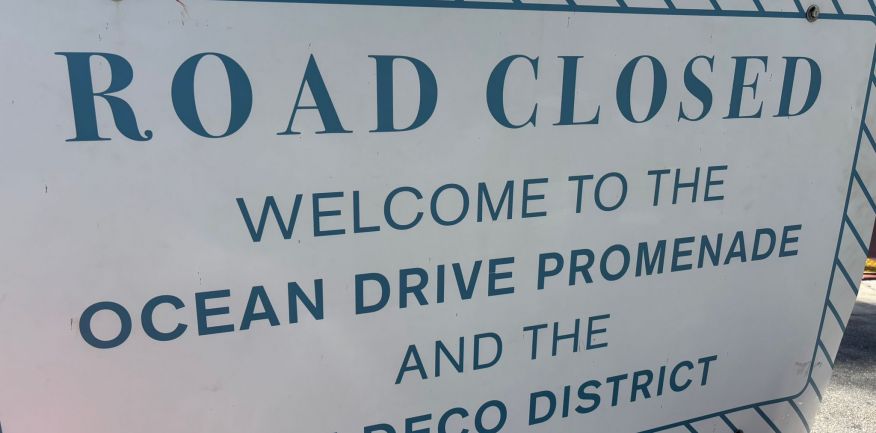 ROAD CLOSED
WELCOME TO THE
OCEAN DRIVE PROMENADE
AND THE
DECO DISTRICT